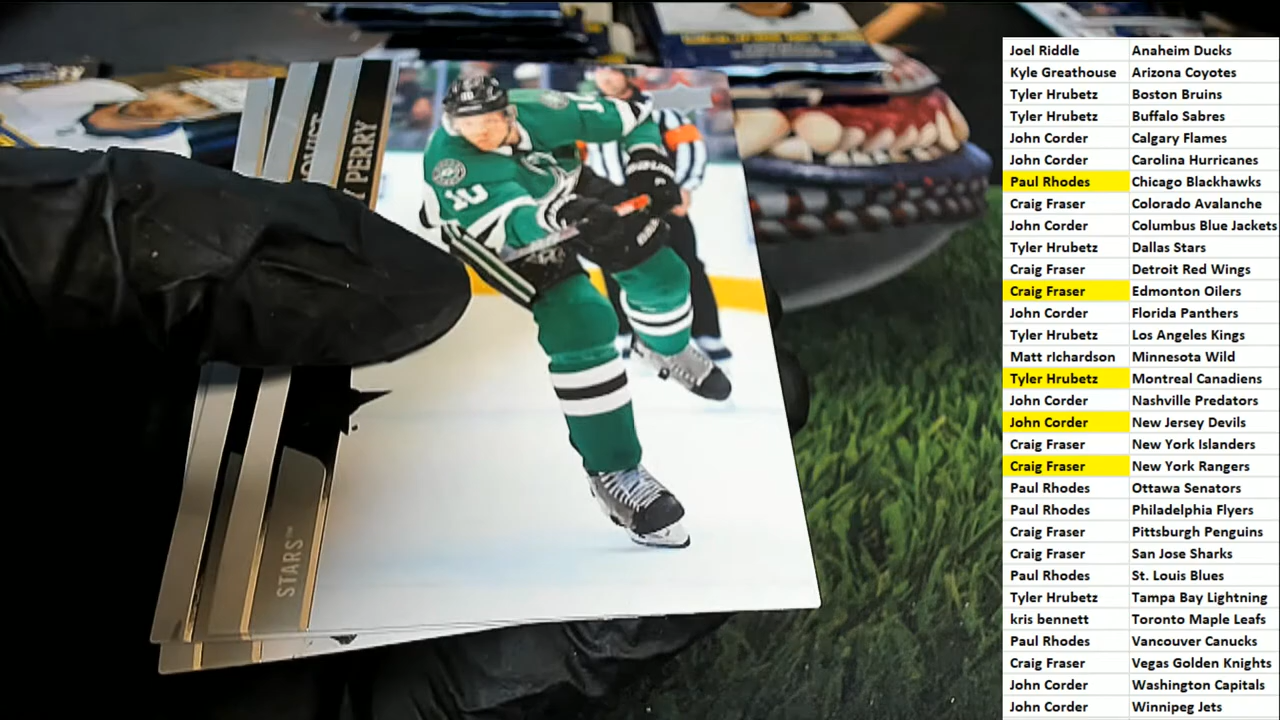 Y PERRY
STARS™
10
10
Joel Riddle Anaheim Ducks
Kyle Greathouse Arizona Coyotes
Tyler Hrubetz Boston Bruins
Tyler Hrubetz Buffalo Sabres
John Corder Calgary Flames
John Corder Carolina Hurricanes
Paul Rhodes Chicago Blackhawks
Craig Fraser Colorado Avalanche
John Corder Columbus Blue Jackets
Tyler Hrubetz Dallas Stars
Craig Fraser Detroit Red Wings
Craig Fraser Edmonton Oilers
John Corder Florida Panthers
Tyler Hrubetz Los Angeles Kings
Matt rIchardson Minnesota Wild
Tyler Hrubetz Montreal Canadiens
John Corder Nashville Predators
John Corder New Jersey Devils
Craig Fraser New York Islanders
Craig Fraser New York Rangers
Paul Rhodes Ottawa Senators
Paul Rhodes Philadelphia Flyers
Craig Fraser Pittsburgh Penguins
Craig Fraser San Jose Sharks
Paul Rhodes St. Louis Blues
Tyler Hrubetz Tampa Bay Lightning
kris bennett Toronto Maple Leafs
Paul Rhodes Vancouver Canucks
Craig Fraser Vegas Golden Knights
John Corder Washington Capitals
John Corder Winnipeg Jets